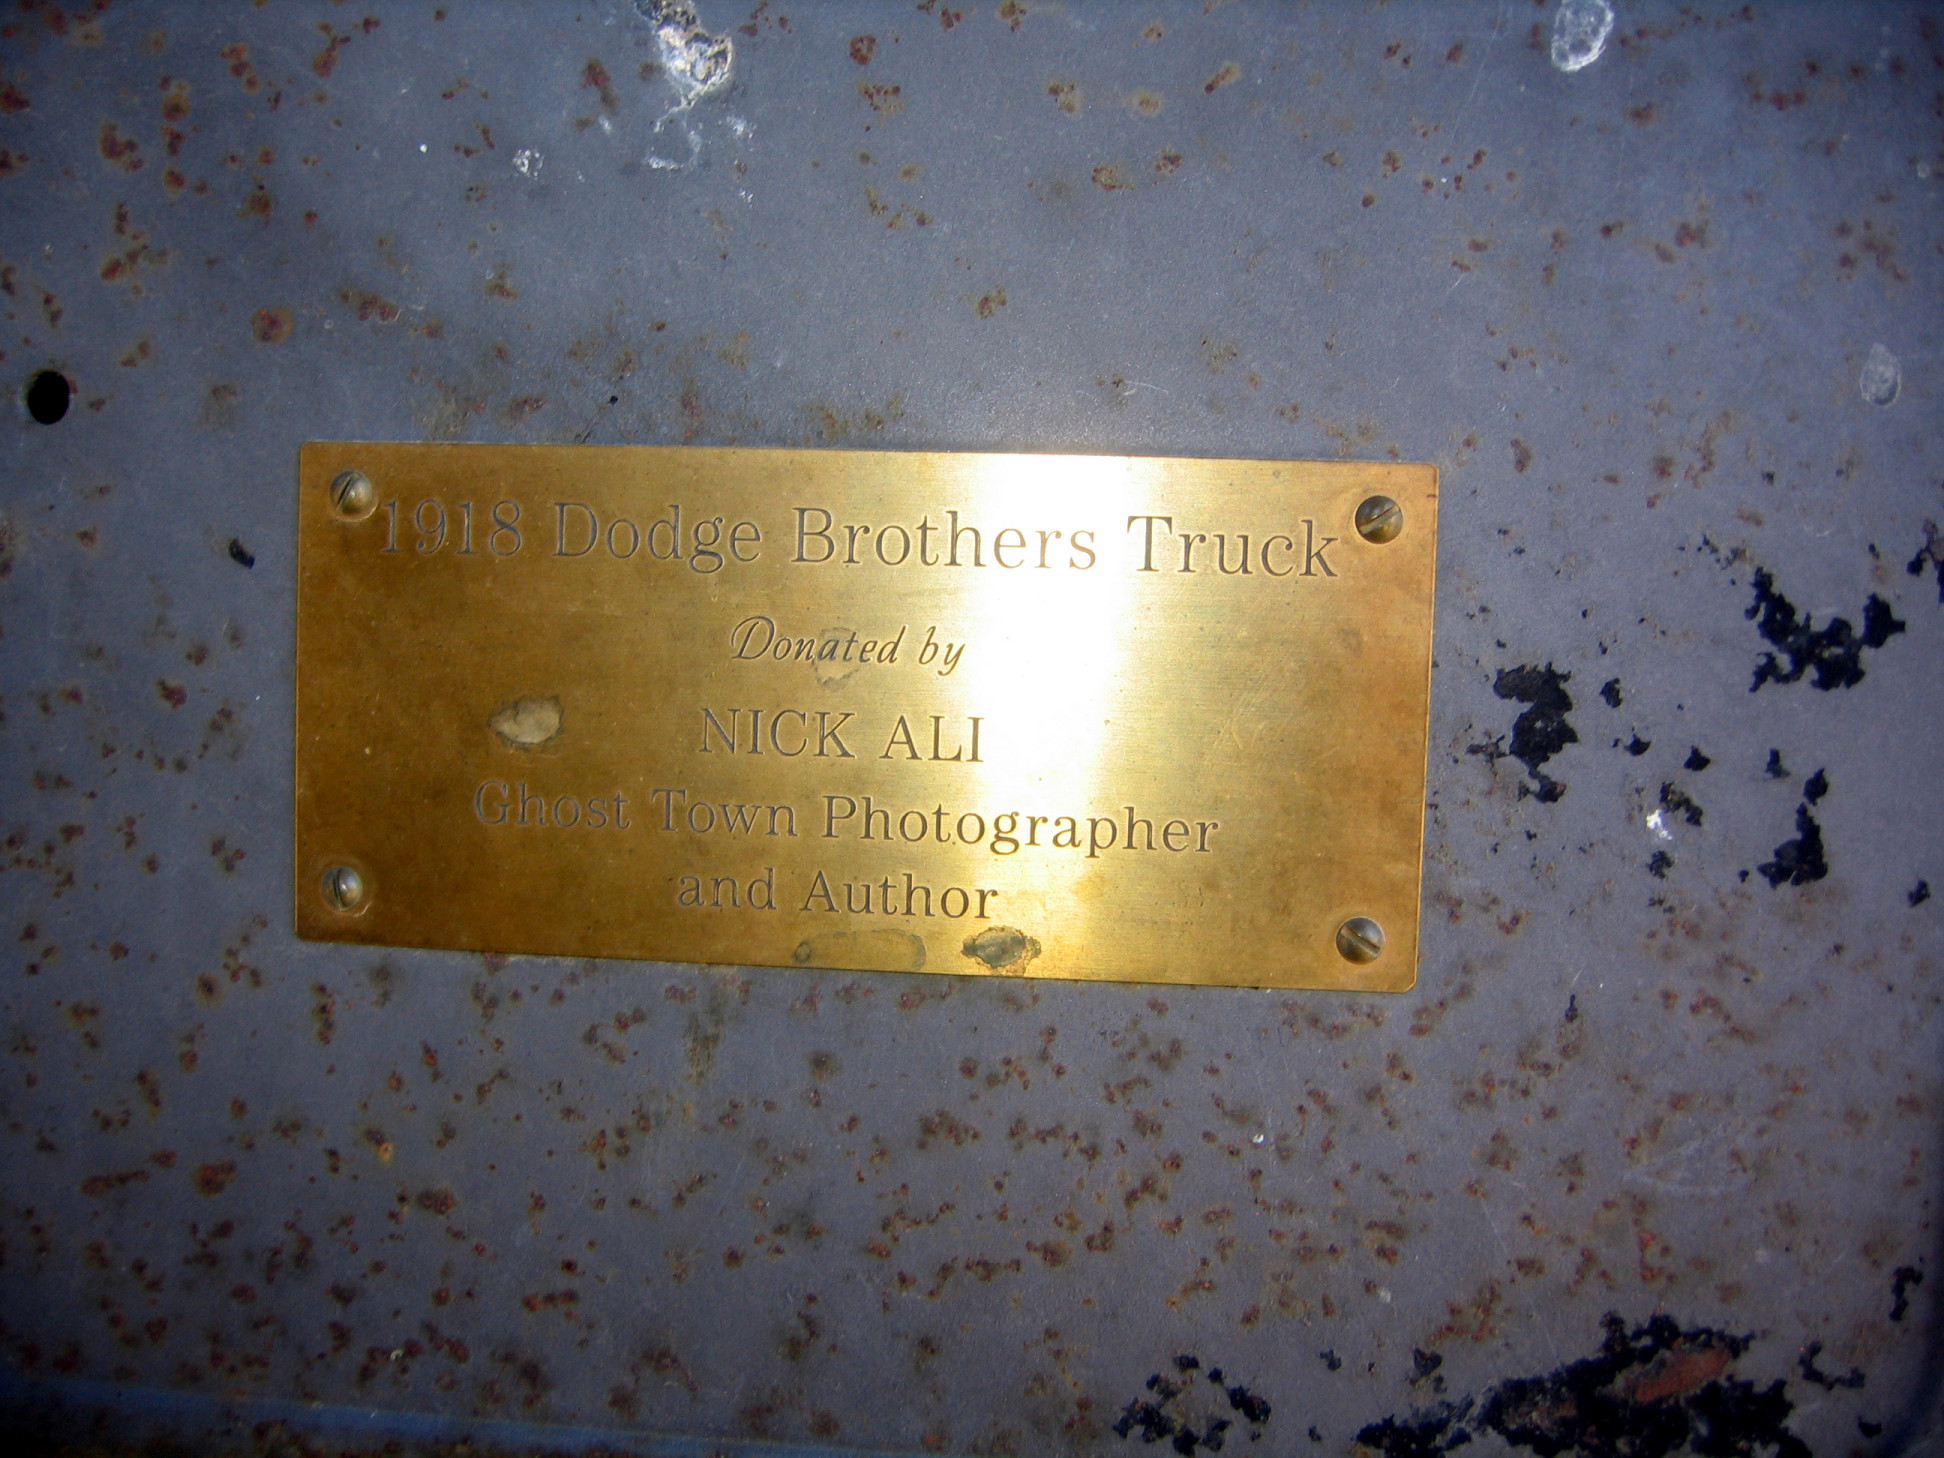 1918 Dodge Brothers Truck
Donated by
NICK ALI
Ghost Town Photographer
and Author